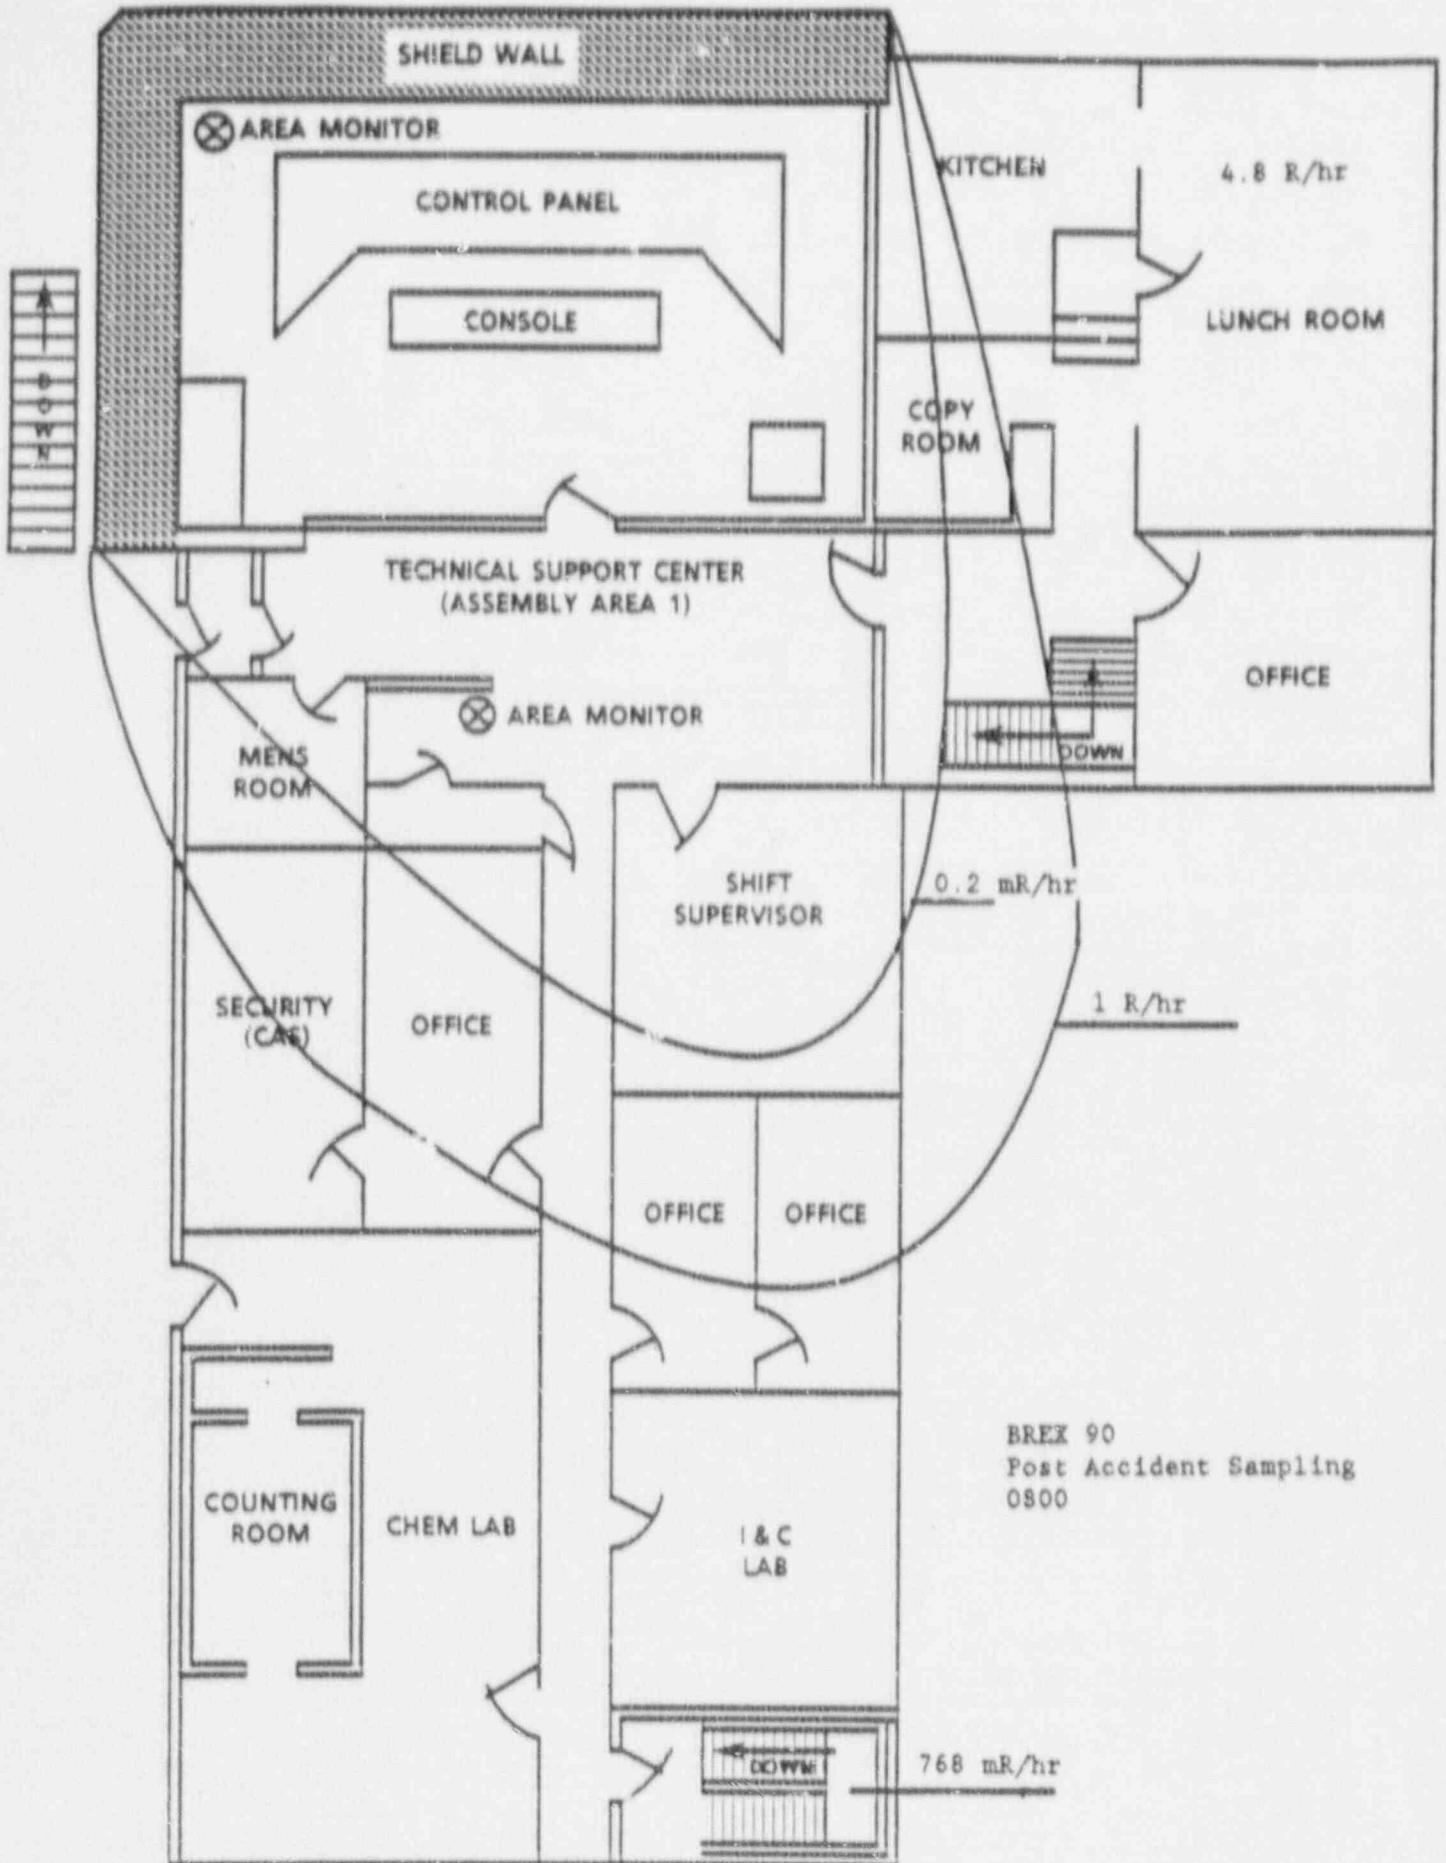 SHIELD WALL
AREA MONITOR
CONTROL PANEL
CONSOLE
KITCHEN
4.8 R/hr
LUNCH ROOM
DOWN
COPY
ROOM
TECHNICAL SUPPORT CENTER
(ASSEMBLY AREA 1)
AREA MONITOR
OFFICE
DOWN
MENS
ROOM
SHIFT
SUPERVISOR
0.2 mR/hr
SECURITY
(CAS)
OFFICE
1 R/hr
OFFICE
OFFICE
BREX 90
Post Accident Sampling
0800
COUNTING
ROOM
CHEM LAB
I & C
LAB
DOWN
768 mR/hr